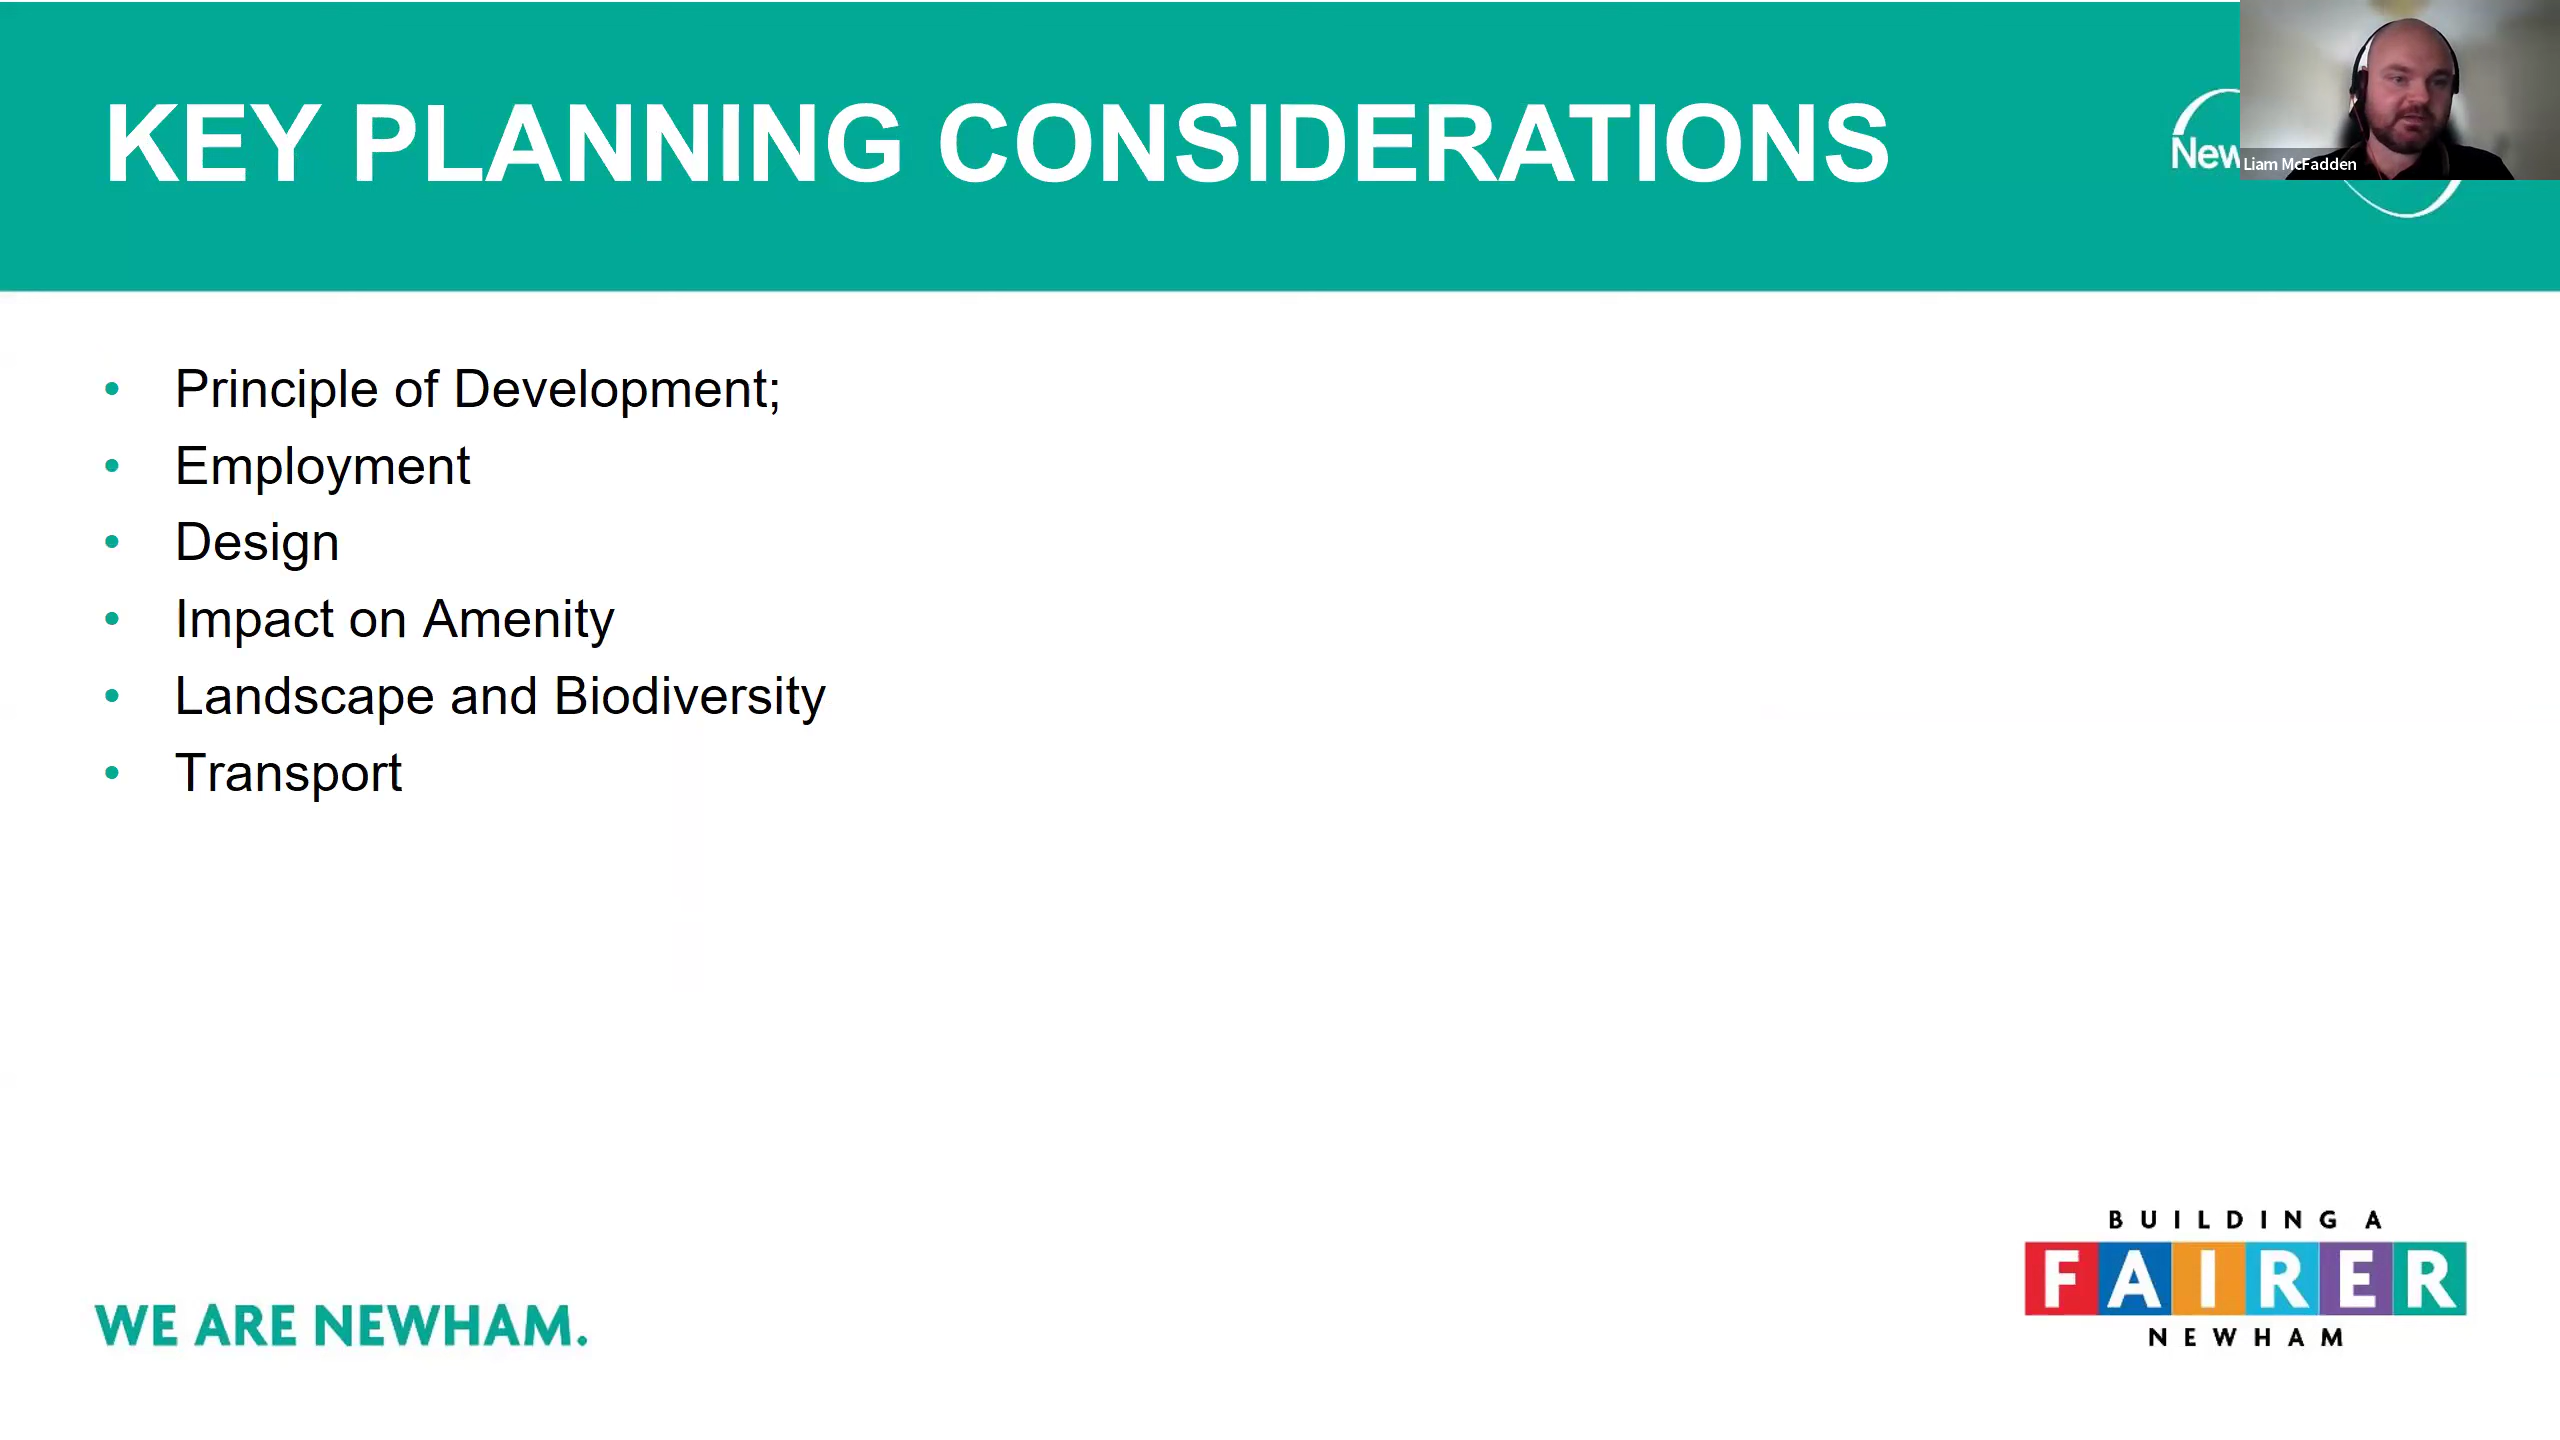 KEY PLANNING CONSIDERATIONS
New
Liam McFadden
• Principle of Development;
• Employment
• Design
• Impact on Amenity
• Landscape and Biodiversity
• Transport
BUILDING A
FAIRER
NEWHAM
WE ARE NEWHAM.